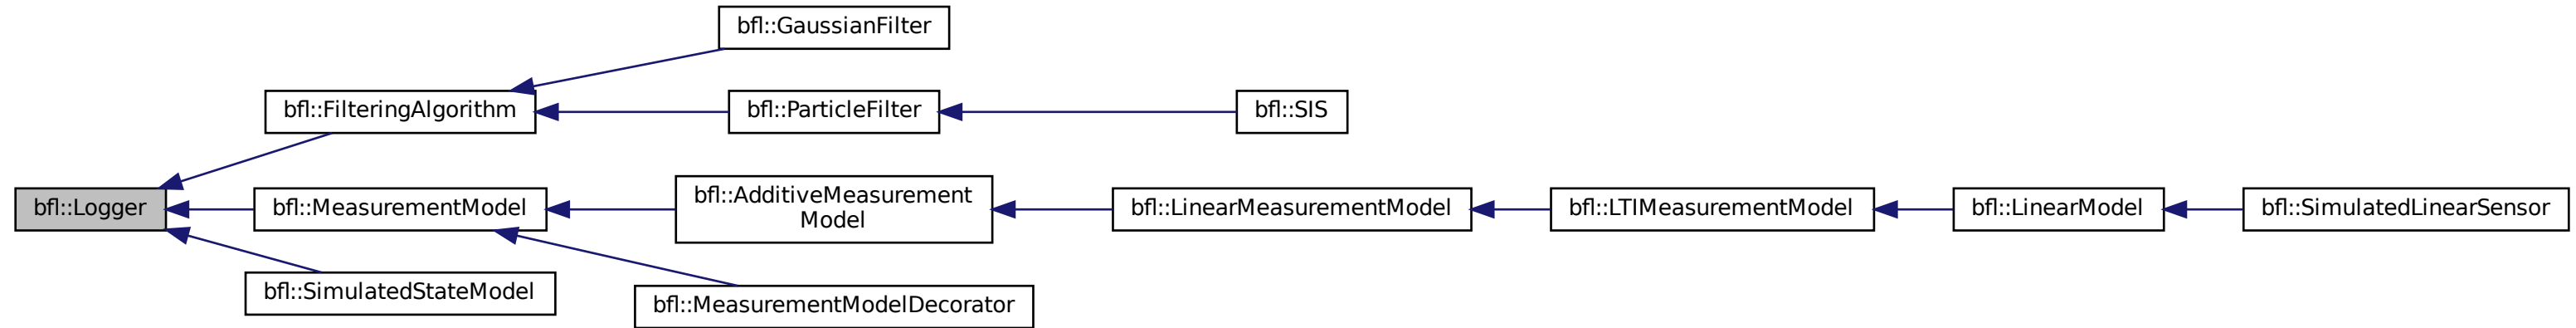 bfl::GaussianFilter
bfl::FilteringAlgorithm
bfl::ParticleFilter
bfl::SIS
bfl::Logger
bfl::MeasurementModel
bfl::AdditiveMeasurement
Model
bfl::LinearMeasurementModel
bfl::LTIMeasurementModel
bfl::LinearModel
bfl::SimulatedLinearSensor
bfl::SimulatedStateModel
bfl::MeasurementModelDecorator